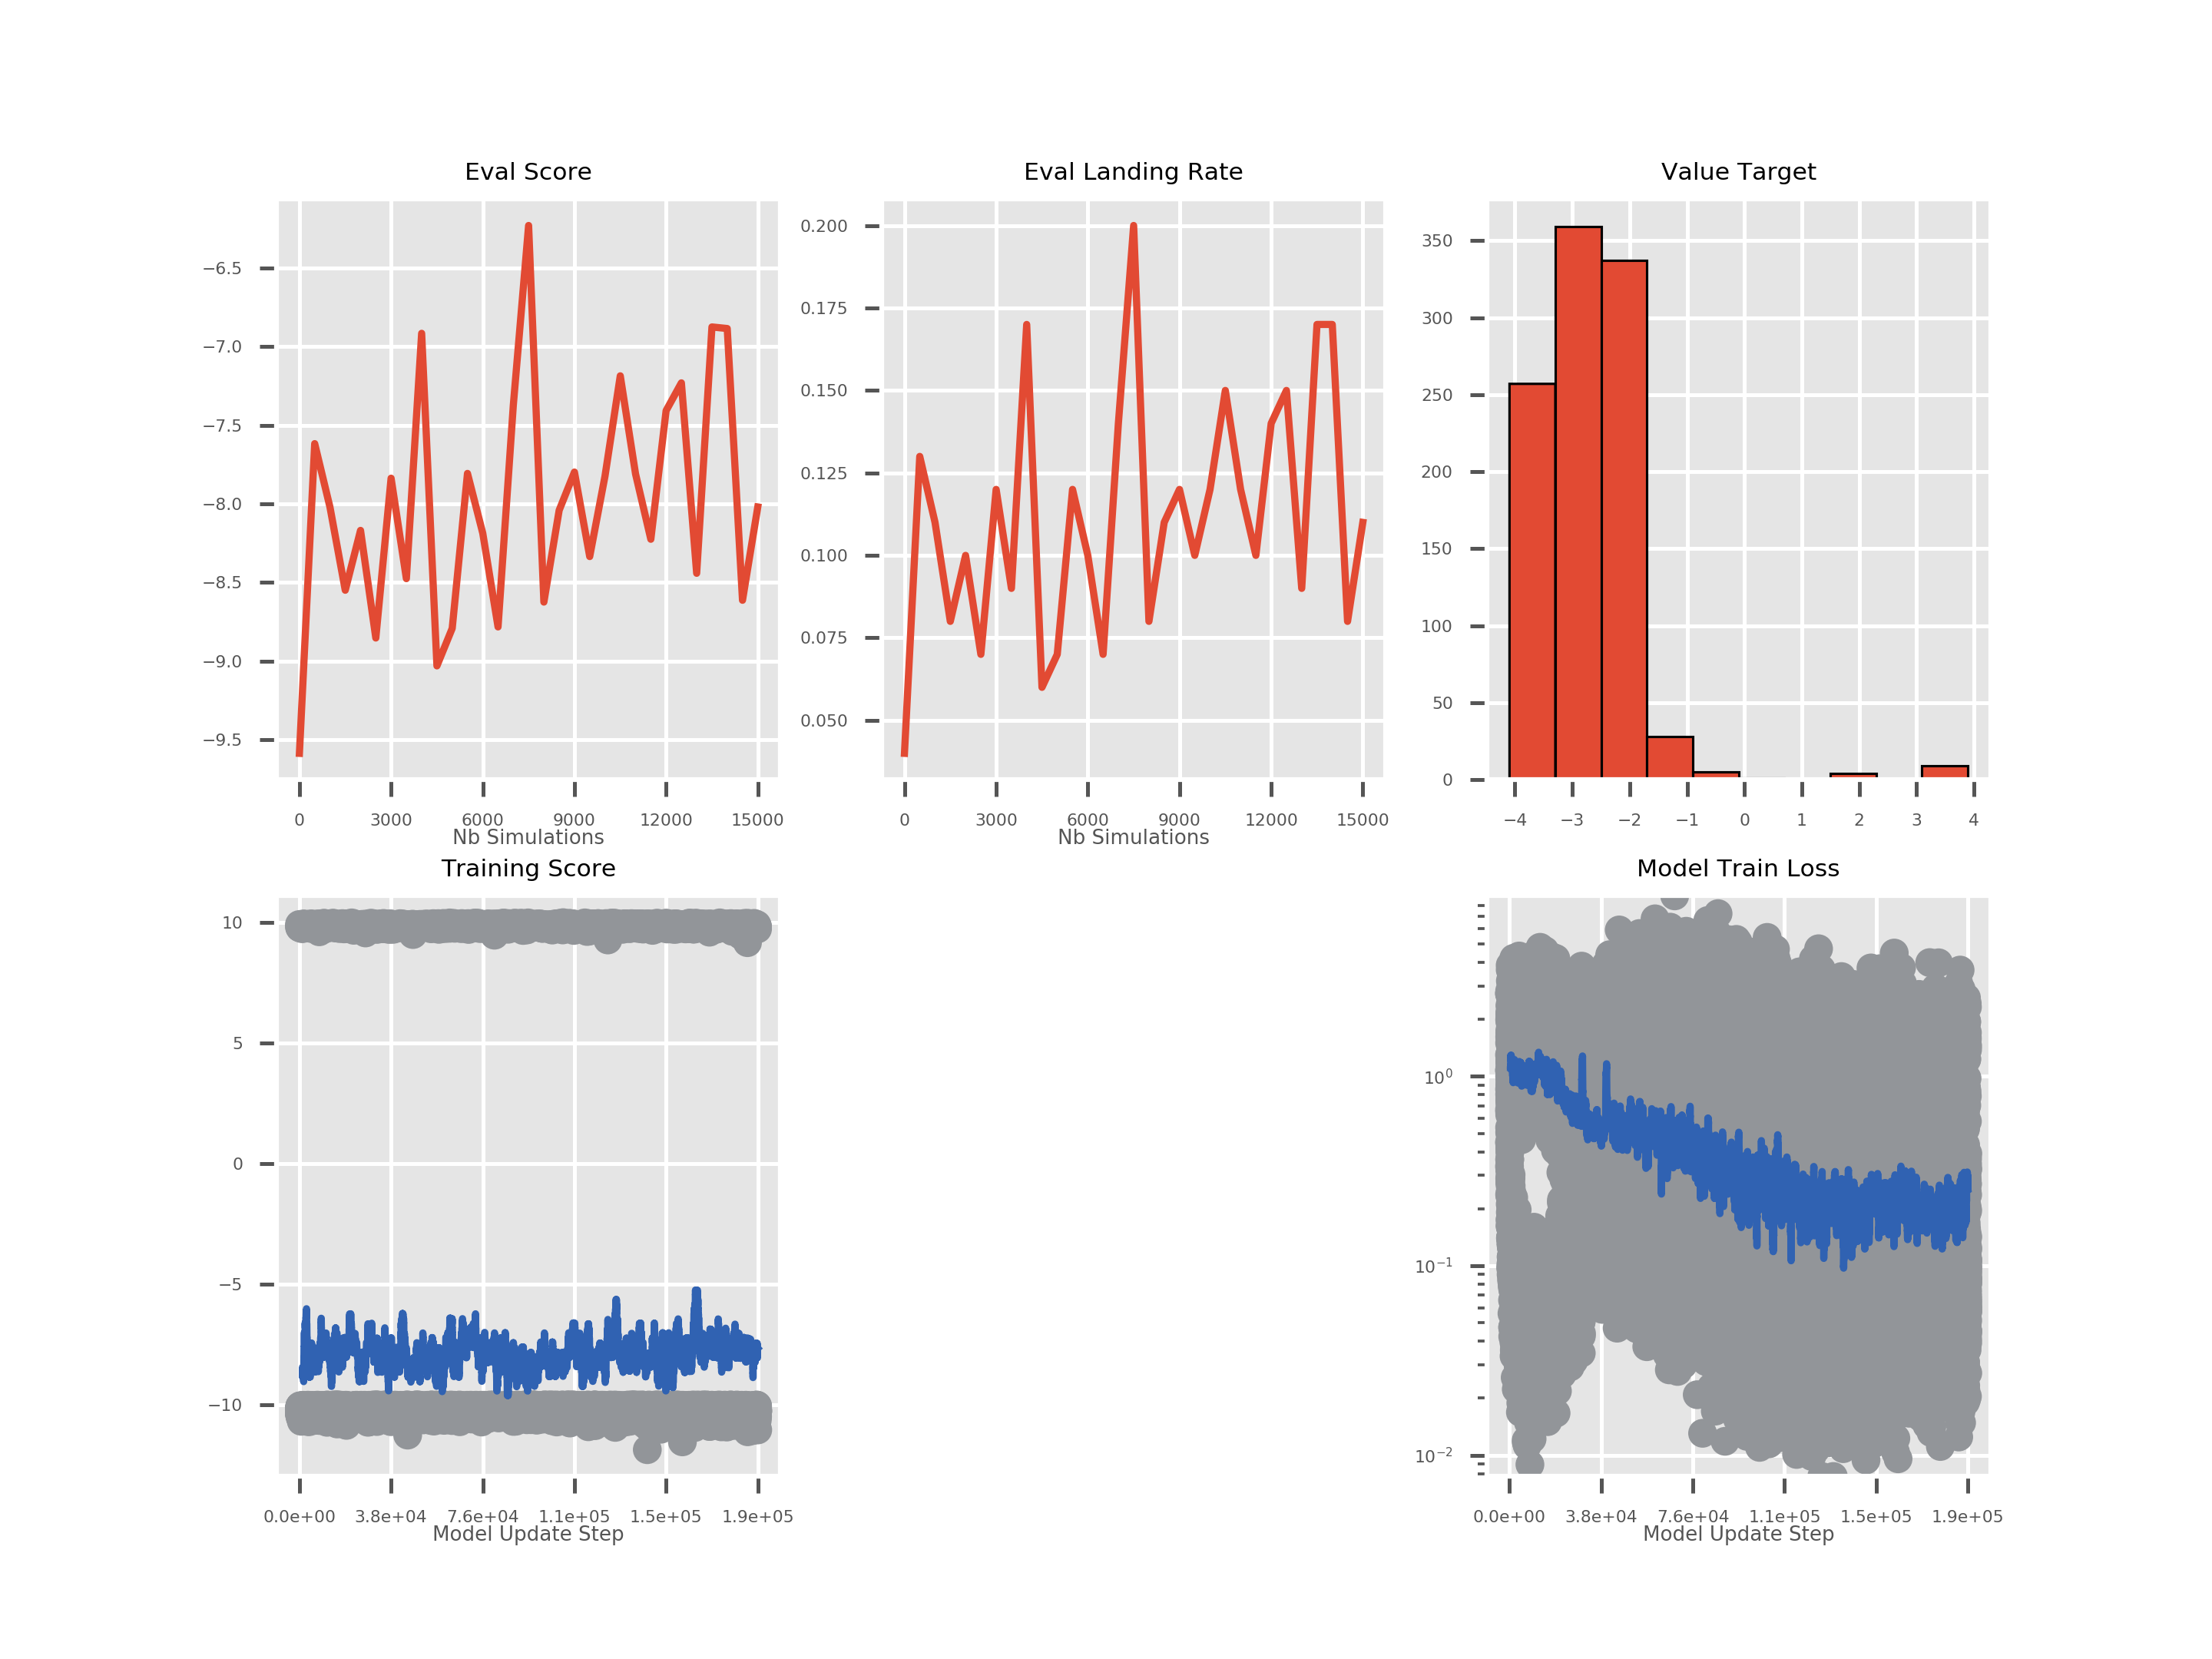 Eval Score
−6.5
−7.0
−7.5
−8.0
−8.5
−9.0
−9.5
0 3000 6000 9000 12000 15000
Nb Simulations
Eval Landing Rate
0.200
0.175
0.150
0.125
0.100
0.075
0.050
0 3000 6000 9000 12000 15000
Nb Simulations
Value Target
350
300
250
200
150
100
50
0
−4 −3 −2 −1 0 1 2 3 4
Training Score
10
5
0
−5
−10
0.0e+00 3.8e+04 7.6e+04 1.1e+05 1.5e+05 1.9e+05
Model Update Step
Model Train Loss
10⁰
10⁻¹
10⁻²
0.0e+00 3.8e+04 7.6e+04 1.1e+05 1.5e+05 1.9e+05
Model Update Step